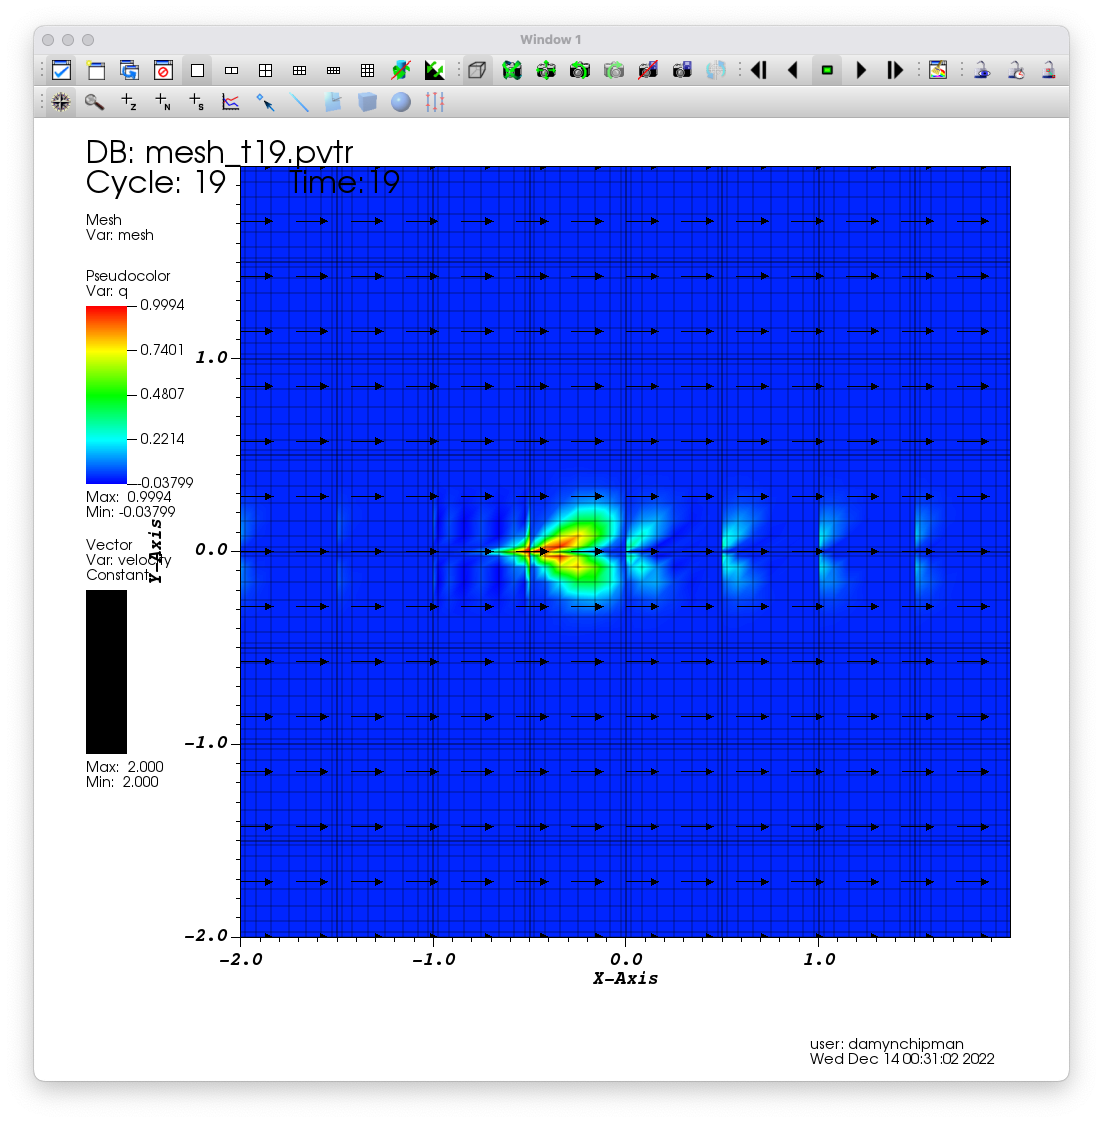 Window 1
DB: mesh_t19.pvtr
Cycle: 19 Time:19
Mesh
Var: mesh
Pseudocolor
Var: q
0.9994
0.7401
0.4807
0.2214
-0.03799
Max: 0.9994
Min: -0.03799
Vector
Var: velocity
Constant
Max: 2.000
Min: 2.000
Y-Axis
1.0
0.0
-1.0
-2.0
-2.0 -1.0 0.0 1.0
X-Axis
user: damynchipman
Wed Dec 14 00:31:02 2022